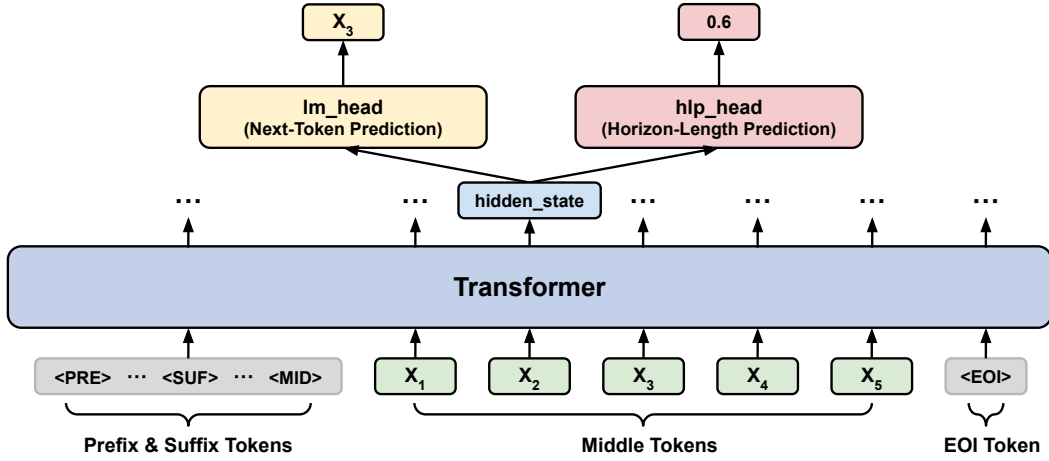 X₃ 0.6
lm_head hlp_head
(Next-Token Prediction) (Horizon-Length Prediction)
... ... hidden_state ... ... ... ...
Transformer
<PRE> ... <SUF> ... <MID> X₁ X₂ X₃ X₄ X₅ <EOI>
Prefix & Suffix Tokens Middle Tokens EOI Token